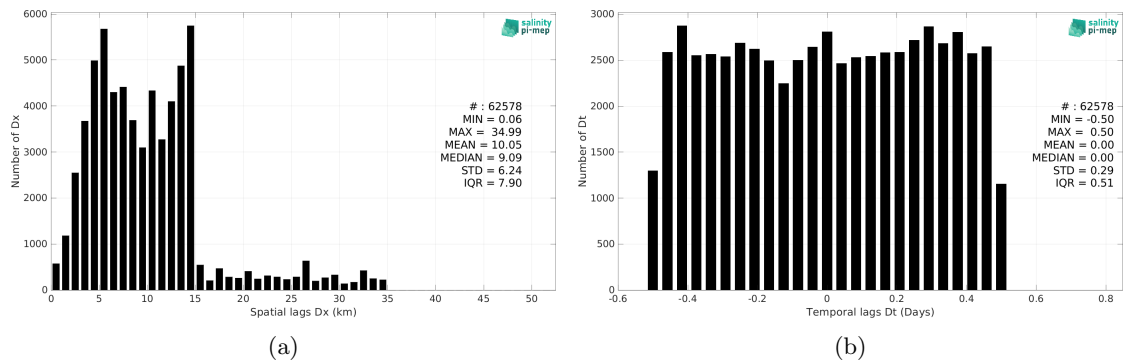 6000
5000
4000
3000
2000
1000
0
Number of Dx
0 5 10 15 20 25 30 35 40 45 50
Spatial lags Dx (km)
salinity
pi-mep
# : 62578
MIN = 0.06
MAX = 34.99
MEAN = 10.05
MEDIAN = 9.09
STD = 6.24
IQR = 7.90
(a)
3000
2500
2000
1500
1000
500
0
Number of Dt
-0.6 -0.4 -0.2 0 0.2 0.4 0.6 0.8
Temporal lags Dt (Days)
salinity
pi-mep
# : 62578
MIN = -0.50
MAX = 0.50
MEAN = 0.00
MEDIAN = 0.00
STD = 0.29
IQR = 0.51
(b)